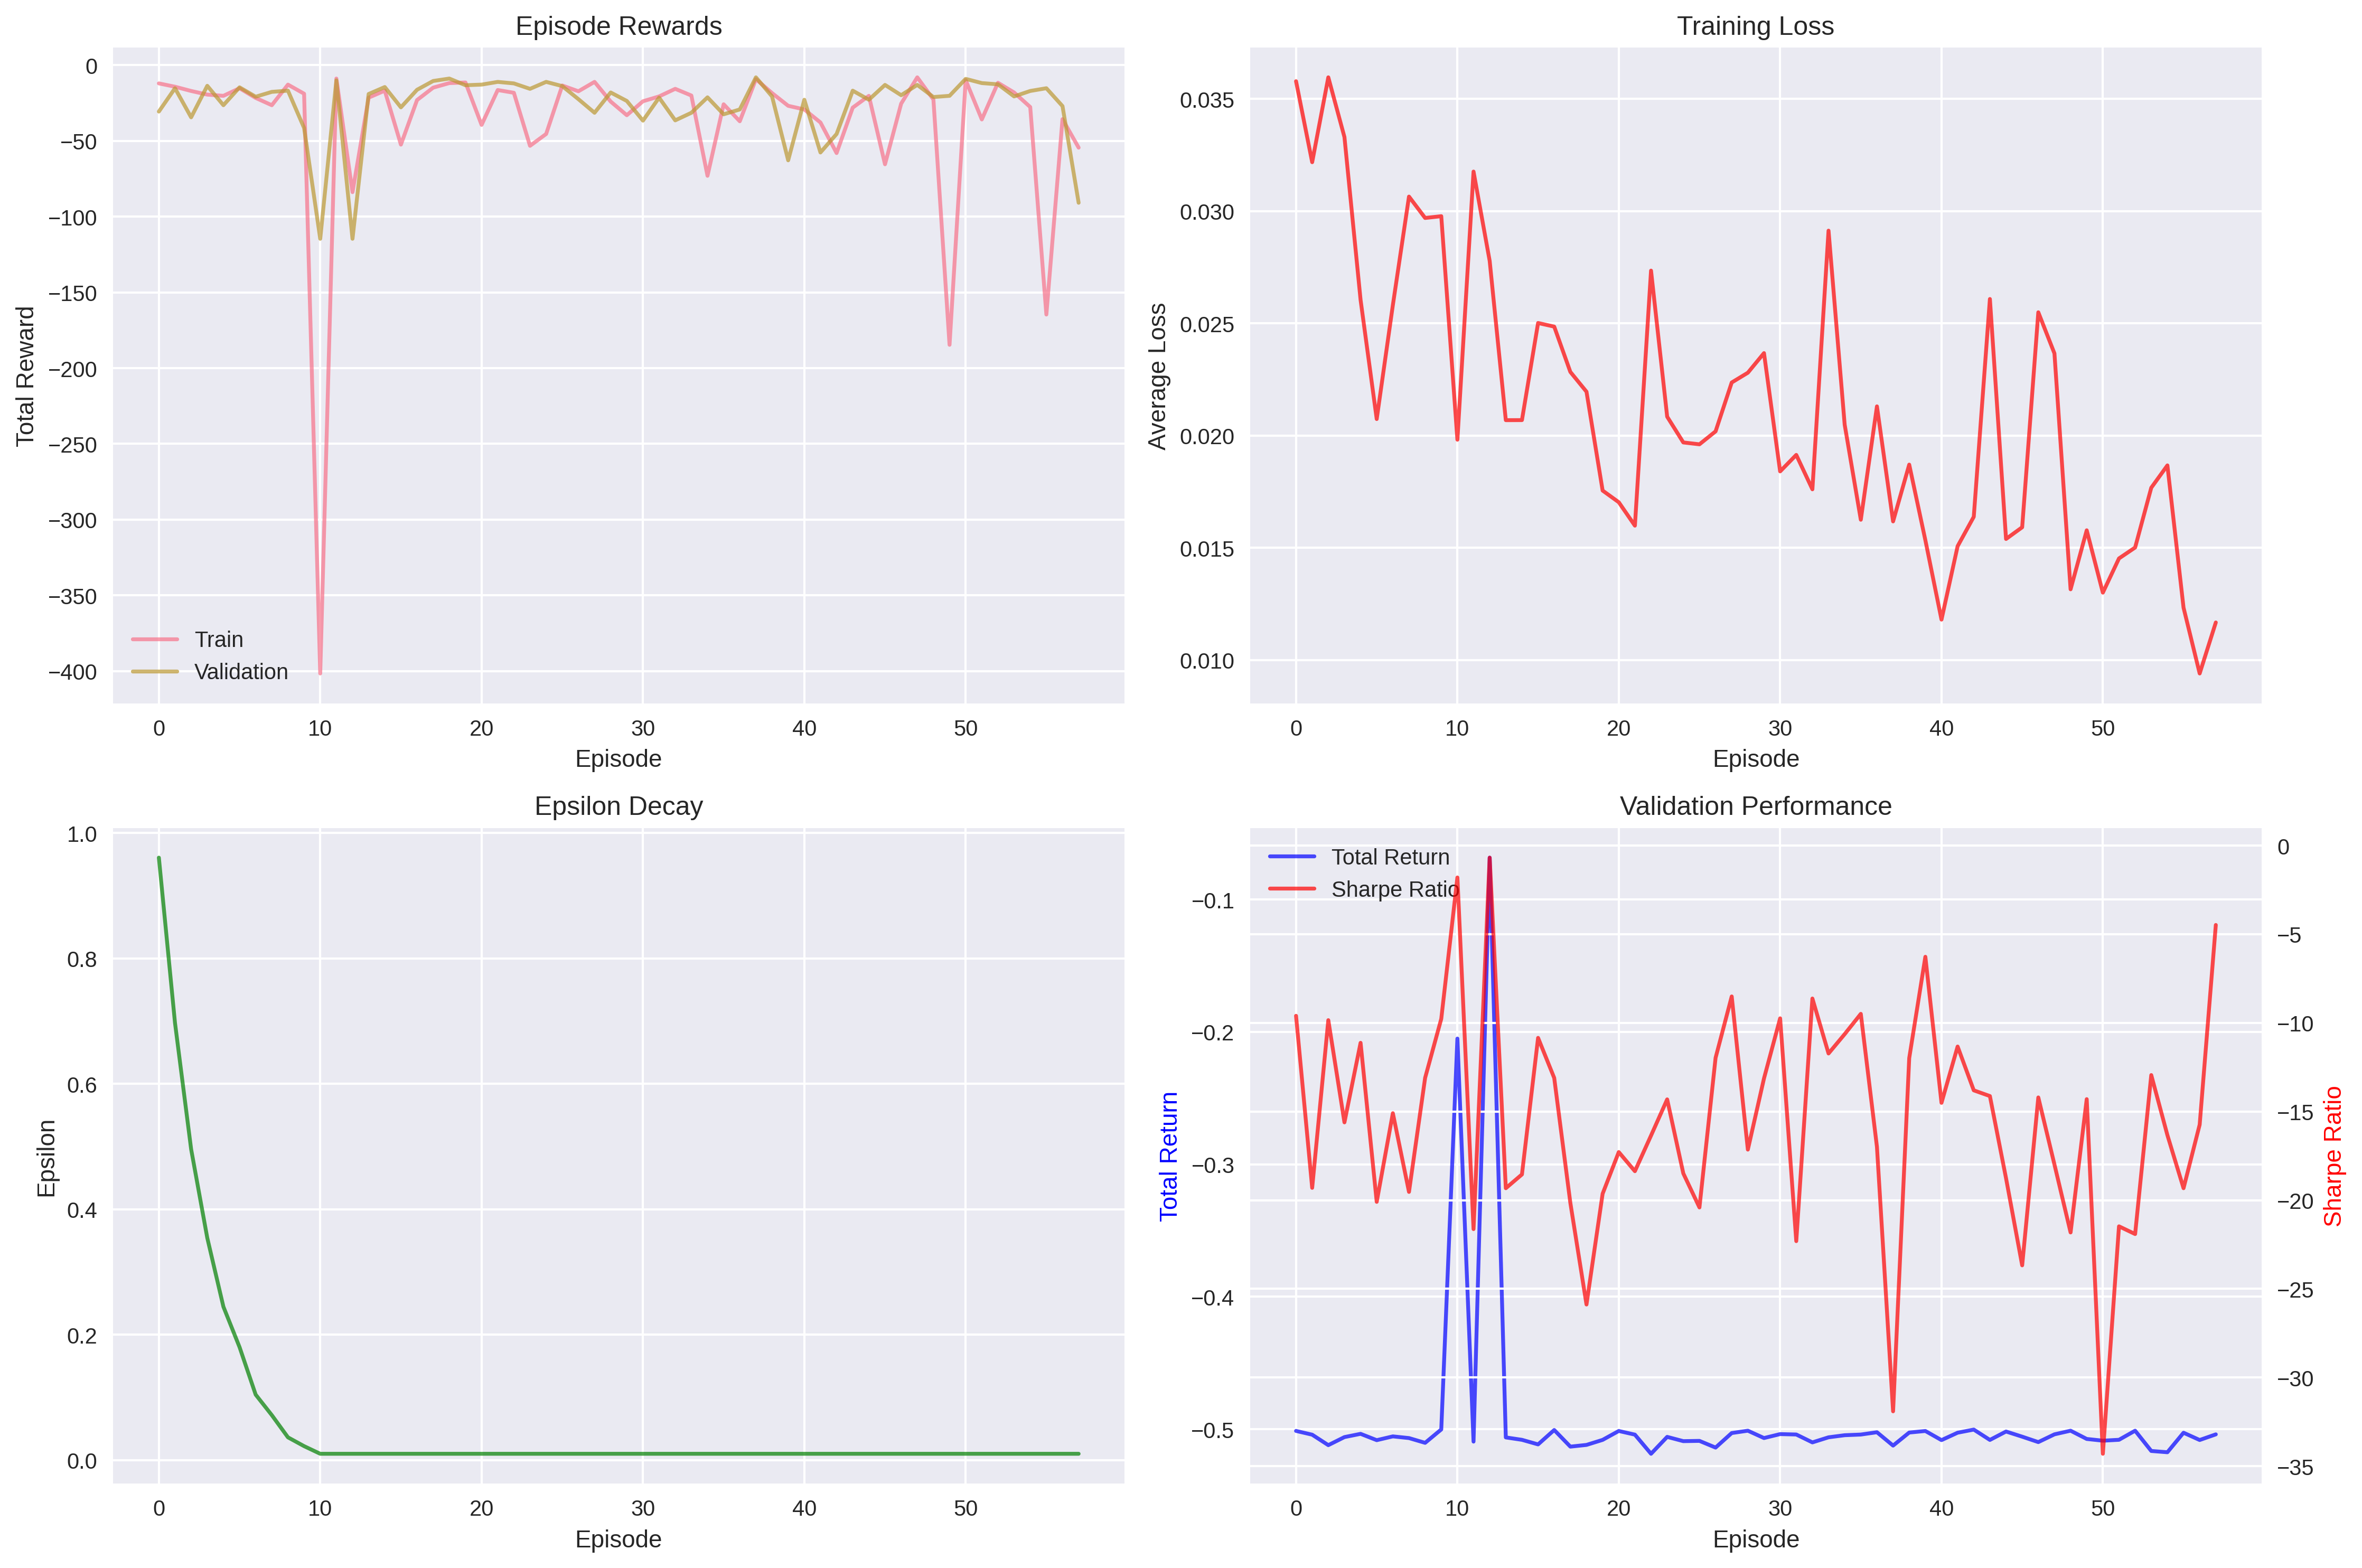 Episode Rewards
Total Reward
0
−50
−100
−150
−200
−250
−300
−350
−400
Train
Validation
0 10 20 30 40 50
Episode
Training Loss
Average Loss
0.035
0.030
0.025
0.020
0.015
0.010
0 10 20 30 40 50
Episode
Epsilon Decay
Epsilon
1.0
0.8
0.6
0.4
0.2
0.0
0 10 20 30 40 50
Episode
Validation Performance
Total Return
−0.1
−0.2
−0.3
−0.4
−0.5
Total Return
Sharpe Ratio
0
−5
−10
−15
−20
−25
−30
−35
Sharpe Ratio
0 10 20 30 40 50
Episode